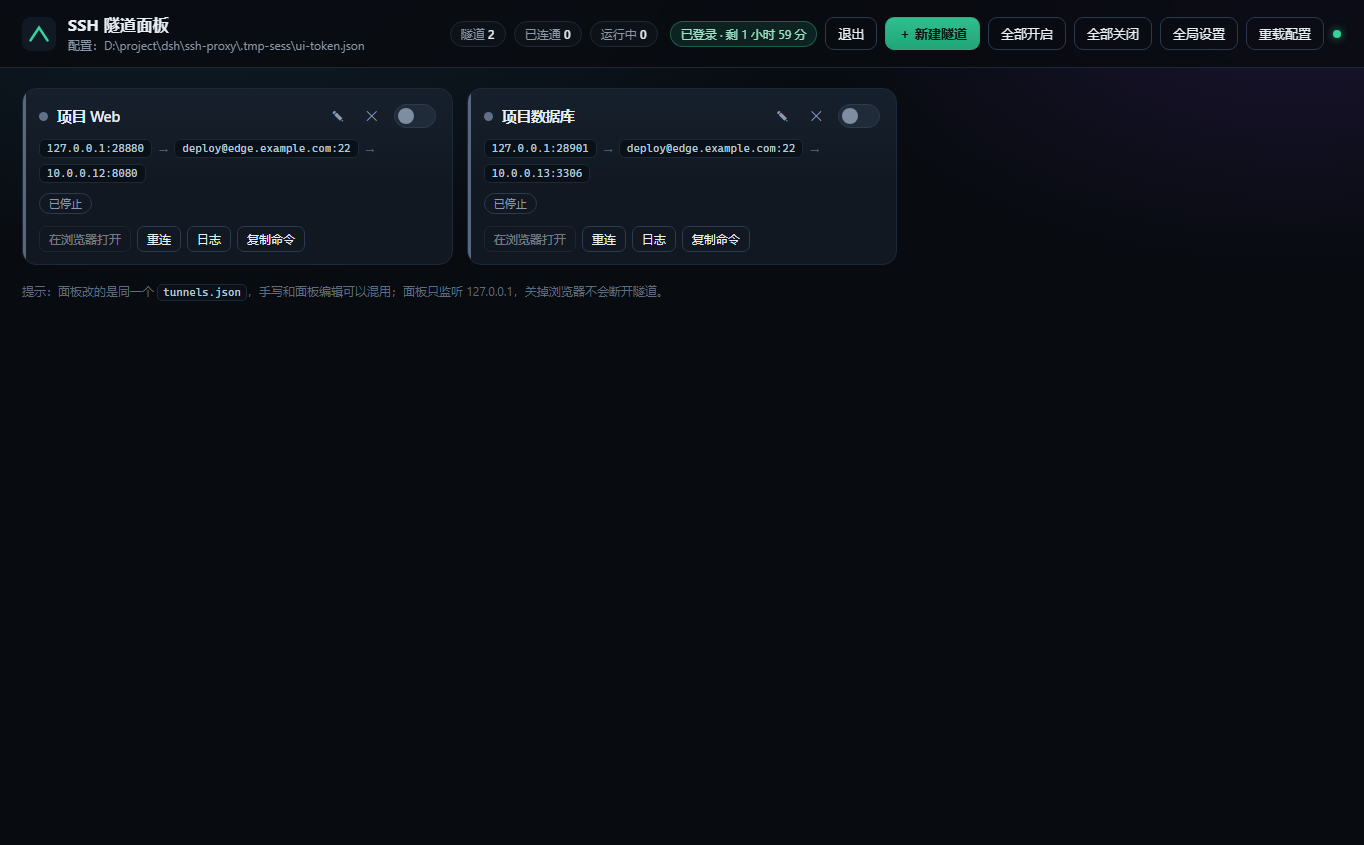 SSH 隧道面板
配置：D:\project\dsh\ssh-proxy\.tmp-sess\ui-token.json
隧道 2
已连通 0
运行中 0
已登录 · 剩 1 小时 59 分
退出
+ 新建隧道
全部开启
全部关闭
全局设置
重载配置
项目 Web
127.0.0.1:28880 → deploy@edge.example.com:22 →
10.0.0.12:8080
已停止
在浏览器打开 重连 日志 复制命令
项目数据库
127.0.0.1:28901 → deploy@edge.example.com:22 →
10.0.0.13:3306
已停止
在浏览器打开 重连 日志 复制命令
提示：面板改的是同一个 tunnels.json，手写和面板编辑可以混用；面板只监听 127.0.0.1，关掉浏览器不会断开隧道。